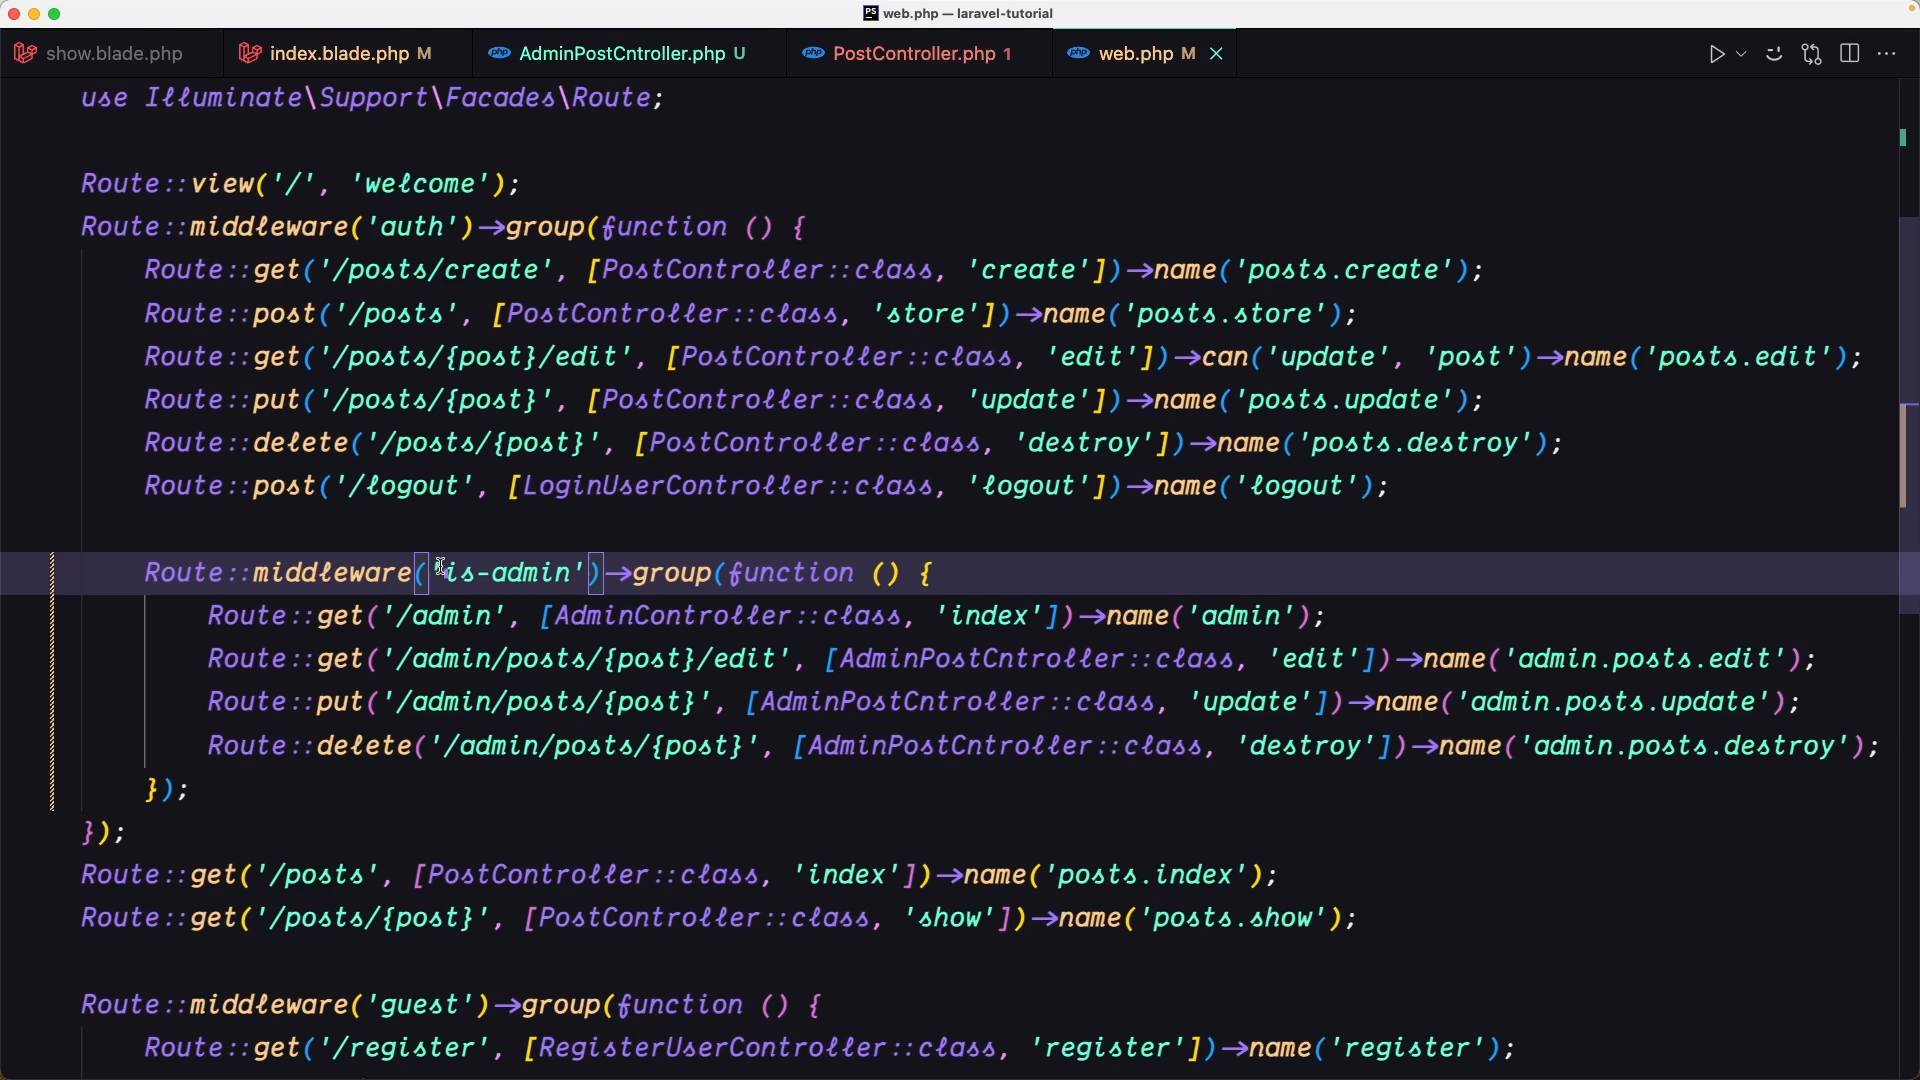 web.php — laravel-tutorial
show.blade.php
index.blade.php M
AdminPostCntroller.php U
PostController.php 1
web.php M
use Illuminate\Support\Facades\Route;
Route::view('/', 'welcome');
Route::middleware('auth')->group(function () {
Route::get('/posts/create', [PostController::class, 'create'])->name('posts.create');
Route::post('/posts', [PostController::class, 'store'])->name('posts.store');
Route::get('/posts/{post}/edit', [PostController::class, 'edit'])->can('update', 'post')->name('posts.edit');
Route::put('/posts/{post}', [PostController::class, 'update'])->name('posts.update');
Route::delete('/posts/{post}', [PostController::class, 'destroy'])->name('posts.destroy');
Route::post('/logout', [LoginUserController::class, 'logout'])->name('logout');
Route::middleware('is-admin')->group(function () {
Route::get('/admin', [AdminController::class, 'index'])->name('admin');
Route::get('/admin/posts/{post}/edit', [AdminPostCntroller::class, 'edit'])->name('admin.posts.edit');
Route::put('/admin/posts/{post}', [AdminPostCntroller::class, 'update'])->name('admin.posts.update');
Route::delete('/admin/posts/{post}', [AdminPostCntroller::class, 'destroy'])->name('admin.posts.destroy');
});
});
Route::get('/posts', [PostController::class, 'index'])->name('posts.index');
Route::get('/posts/{post}', [PostController::class, 'show'])->name('posts.show');
Route::middleware('guest')->group(function () {
Route::get('/register', [RegisterUserController::class, 'register'])->name('register');